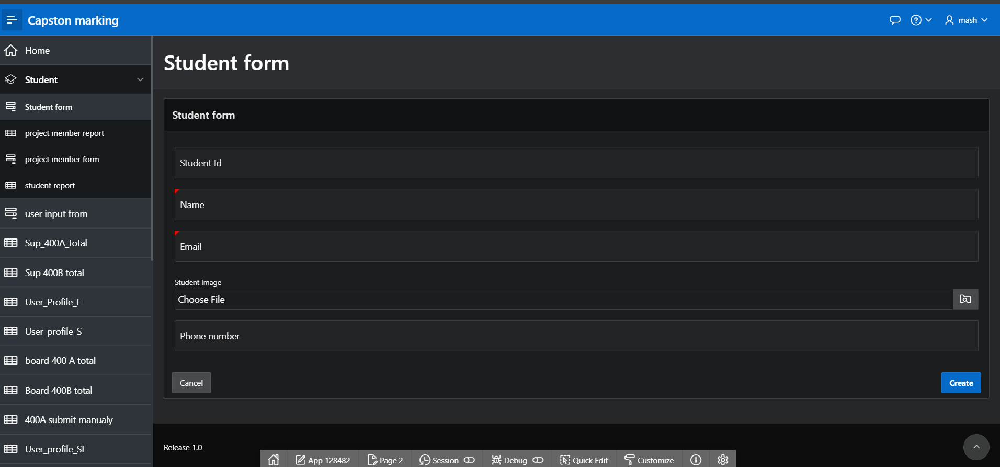 Capston marking
mash
Home
Student
Student form
project member report
project member form
student report
user input from
Sup_400A_total
Sup 400B total
User_Profile_F
User_profile_S
board 400 A total
Board 400B total
400A submit manualy
User_profile_SF
Student form
Student form
Student Id
Name
Email
Student Image
Choose File
Phone number
Cancel
Create
Release 1.0
App 128482
Page 2
Session
Debug
Quick Edit
Customize